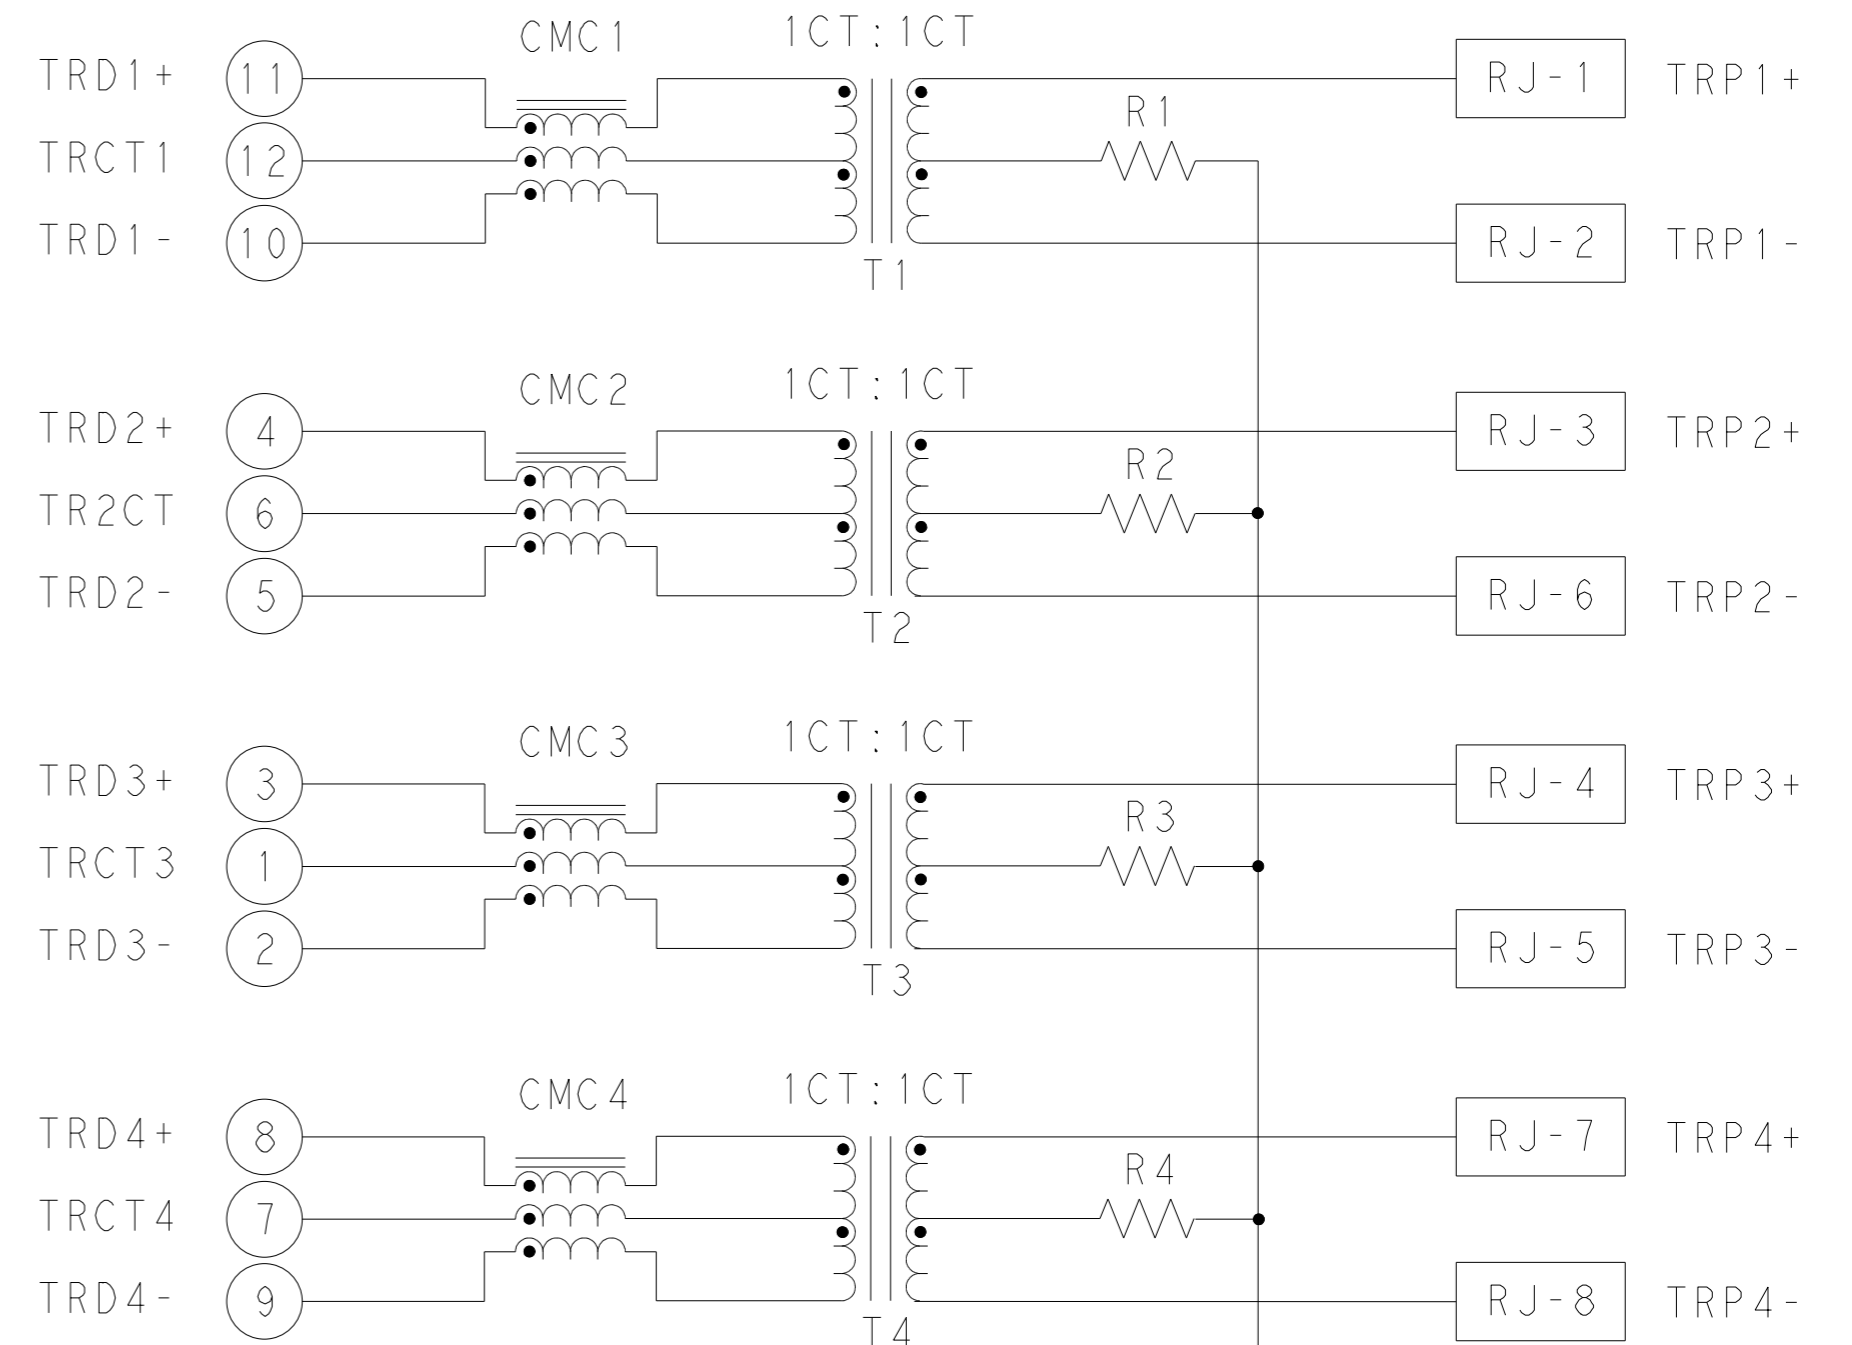 CMC1 1CT:1CT
TRD1+ 11 RJ-1 TRP1+
R1
TRCT1 12
TRD1- 10 RJ-2 TRP1-
T1
CMC2 1CT:1CT
TRD2+ 4 RJ-3 TRP2+
R2
TR2CT 6
TRD2- 5 RJ-6 TRP2-
T2
CMC3 1CT:1CT
TRD3+ 3 RJ-4 TRP3+
R3
TRCT3 1
TRD3- 2 RJ-5 TRP3-
T3
CMC4 1CT:1CT
TRD4+ 8 RJ-7 TRP4+
R4
TRCT4 7
TRD4- 9 RJ-8 TRP4-
T4